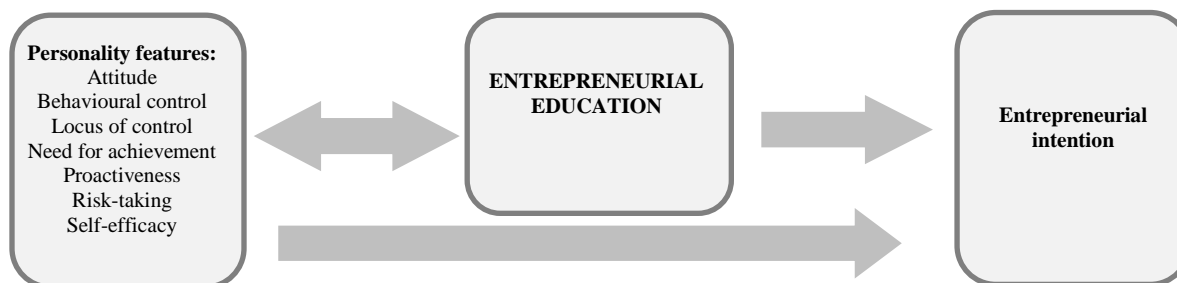 Personality features:
Attitude
Behavioural control
Locus of control
Need for achievement
Proactiveness
Risk-taking
Self-efficacy
ENTREPRENEURIAL
EDUCATION
Entrepreneurial
intention